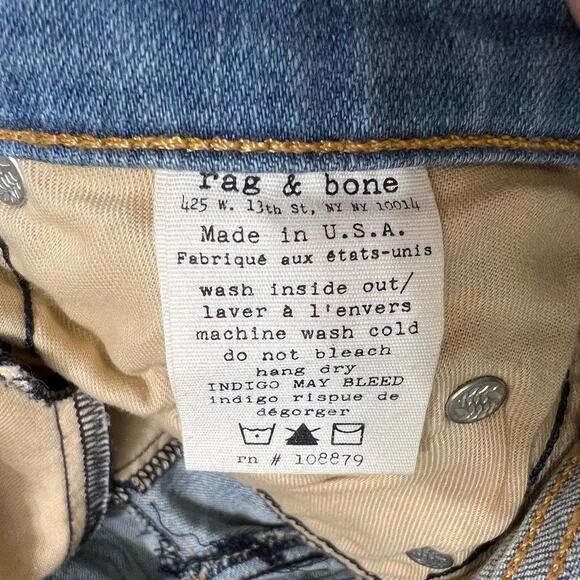 rag & bone
425 W. 13th St, NY NY 10014
Made in U.S.A.
Fabriqué aux états-unis
wash inside out/
laver à l'envers
machine wash cold
do not bleach
hang dry
INDIGO MAY BLEED
indigo rispue de
dégorger
rn # 108879